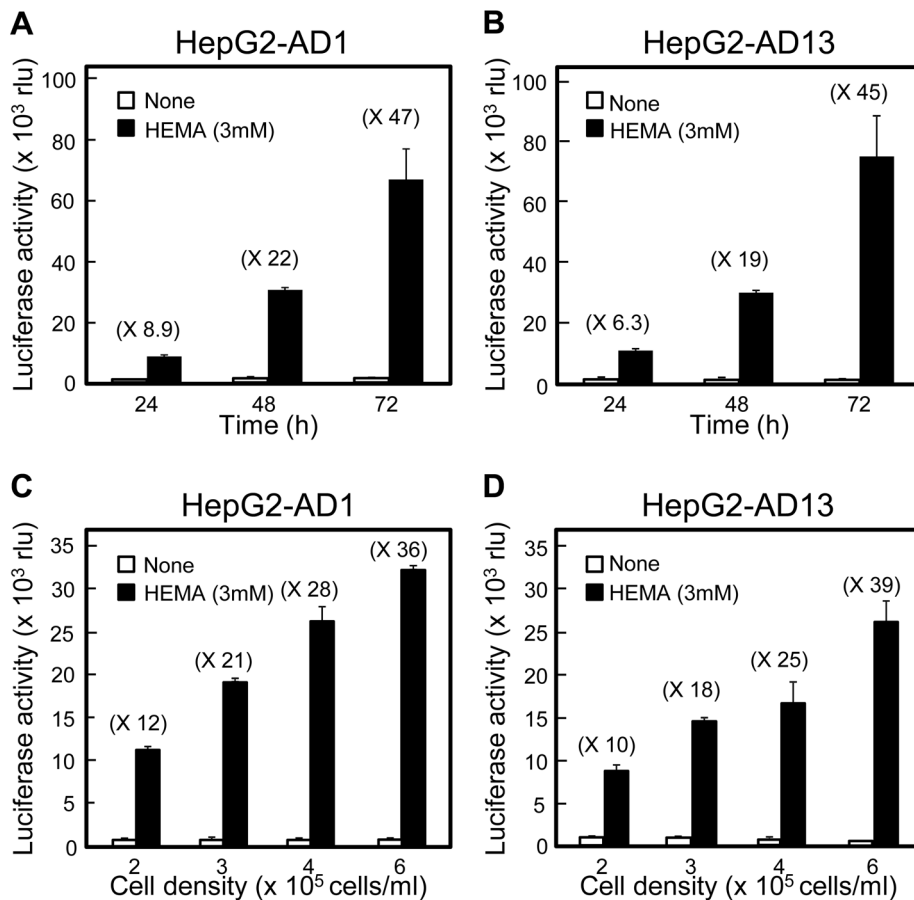 A
HepG2-AD1
Luciferase activity (x 10³ rlu)
100
80
60
40
20
0
None
HEMA (3mM)
(X 8.9)
(X 22)
(X 47)
24 48 72
Time (h)
B
HepG2-AD13
Luciferase activity (x 10³ rlu)
100
80
60
40
20
0
None
HEMA (3mM)
(X 6.3)
(X 19)
(X 45)
24 48 72
Time (h)
C
HepG2-AD1
Luciferase activity (x 10³ rlu)
35
30
25
20
15
10
5
0
None
HEMA (3mM)
(X 12)
(X 21)
(X 28)
(X 36)
2 3 4 6
Cell density (x 10⁵ cells/ml)
D
HepG2-AD13
Luciferase activity (x 10³ rlu)
35
30
25
20
15
10
5
0
None
HEMA (3mM)
(X 10)
(X 18)
(X 25)
(X 39)
2 3 4 6
Cell density (x 10⁵ cells/ml)